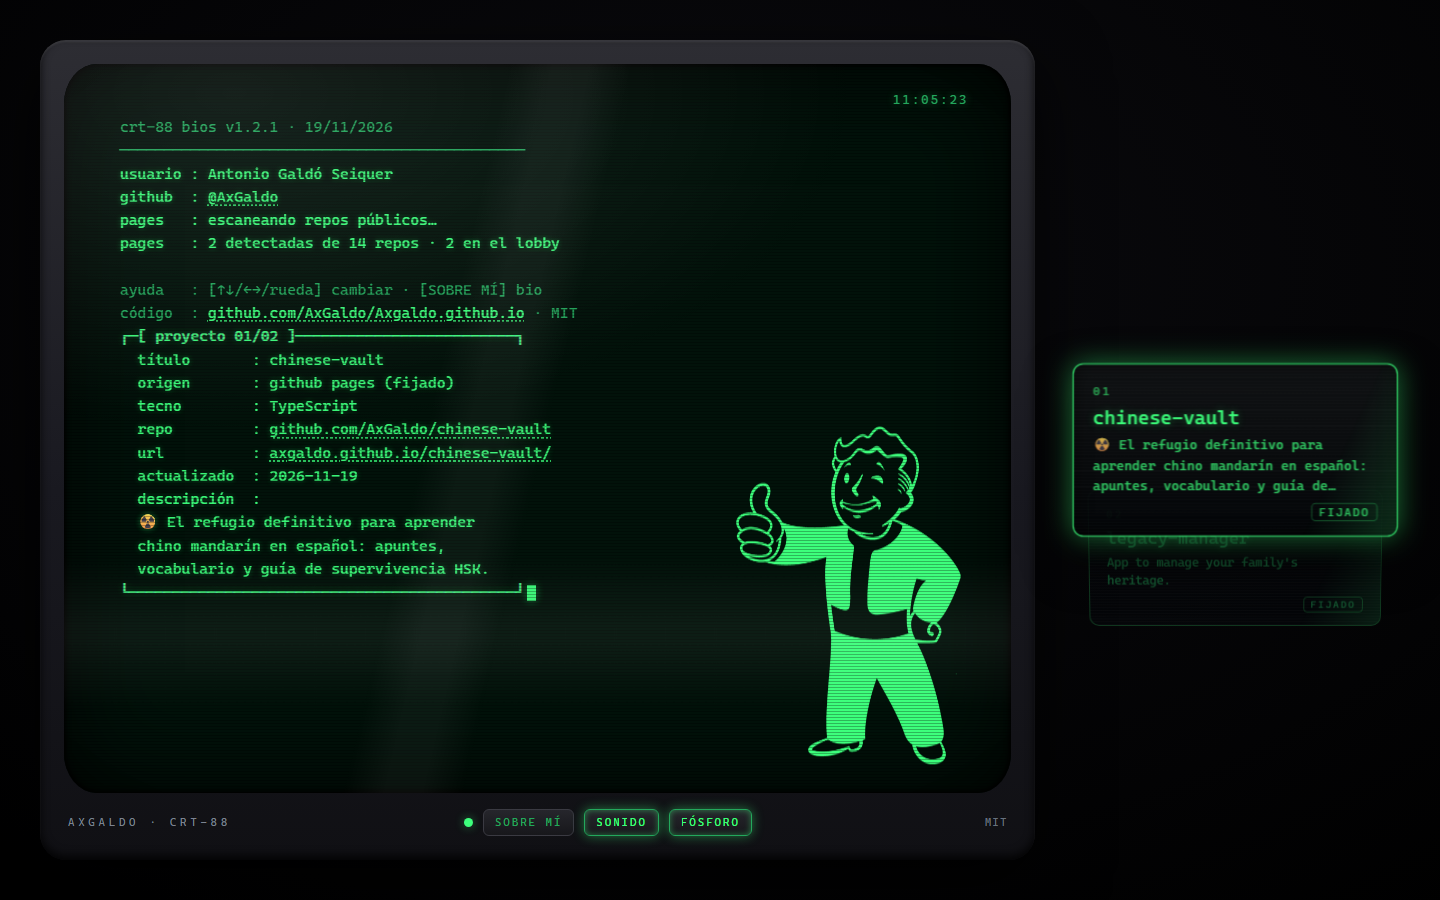 11:05:23
crt-88 bios v1.2.1 · 19/11/2026
usuario : Antonio Galdó Seiquer
github : @AxGaldo
pages : escaneando repos públicos…
pages : 2 detectadas de 14 repos · 2 en el lobby
ayuda : [↑↓/↔/rueda] cambiar · [SOBRE MÍ] bio
código : github.com/AxGaldo/Axgaldo.github.io · MIT
[ proyecto 01/02 ]
título : chinese-vault
origen : github pages (fijado)
tecno : TypeScript
repo : github.com/AxGaldo/chinese-vault
url : axgaldo.github.io/chinese-vault/
actualizado : 2026-11-19
descripción :
☢ El refugio definitivo para aprender
chino mandarín en español: apuntes,
vocabulario y guía de supervivencia HSK.
01
chinese-vault
☢ El refugio definitivo para
aprender chino mandarín en español:
apuntes, vocabulario y guía de…
FIJADO
legacy-manager
App to manage your family's
heritage.
FIJADO
AXGALDO · CRT-88
SOBRE MÍ
SONIDO
FÓSFORO
MIT